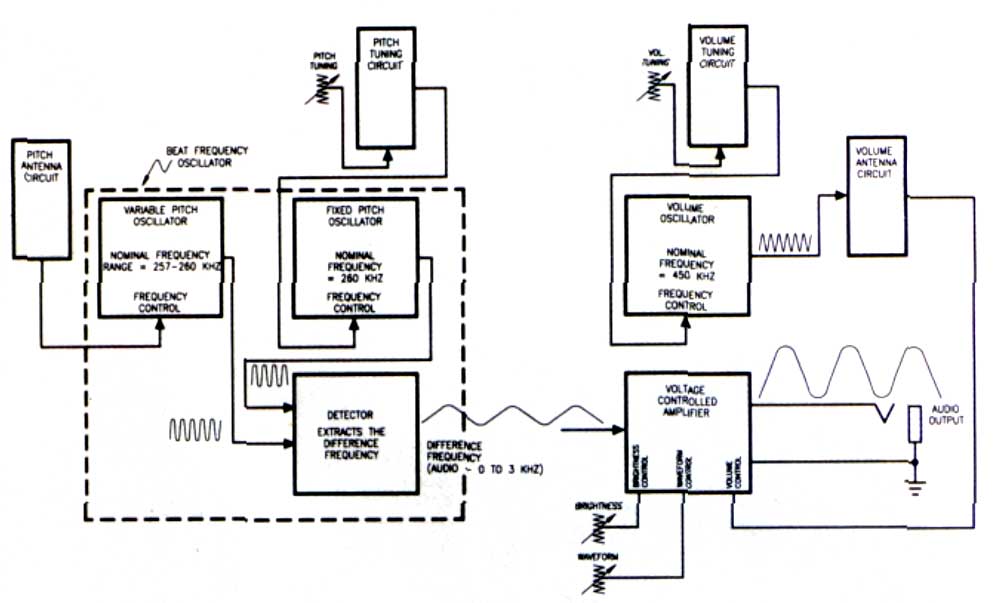 PITCH
TUNING
PITCH
TUNING
CIRCUIT
VOL.
TUNING
VOLUME
TUNING
CIRCUIT
PITCH
ANTENNA
CIRCUIT
BEAT FREQUENCY
OSCILLATOR
VOLUME
ANTENNA
CIRCUIT
VARIABLE PITCH
OSCILLATOR
NOMINAL FREQUENCY
RANGE = 257-260 KHZ
FREQUENCY
CONTROL
FIXED PITCH
OSCILLATOR
NOMINAL
FREQUENCY
= 260 KHZ
FREQUENCY
CONTROL
VOLUME
OSCILLATOR
NOMINAL
FREQUENCY
= 450 KHZ
FREQUENCY
CONTROL
DETECTOR
EXTRACTS THE
DIFFERENCE
FREQUENCY
DIFFERENCE
FREQUENCY
(AUDIO ~ 0 TO 3 KHZ)
VOLTAGE
CONTROLLED
AMPLIFIER
BRIGHTNESS
CONTROL
WAVEFORM
CONTROL
VOLUME
CONTROL
AUDIO
OUTPUT
BRIGHTNESS
WAVEFORM